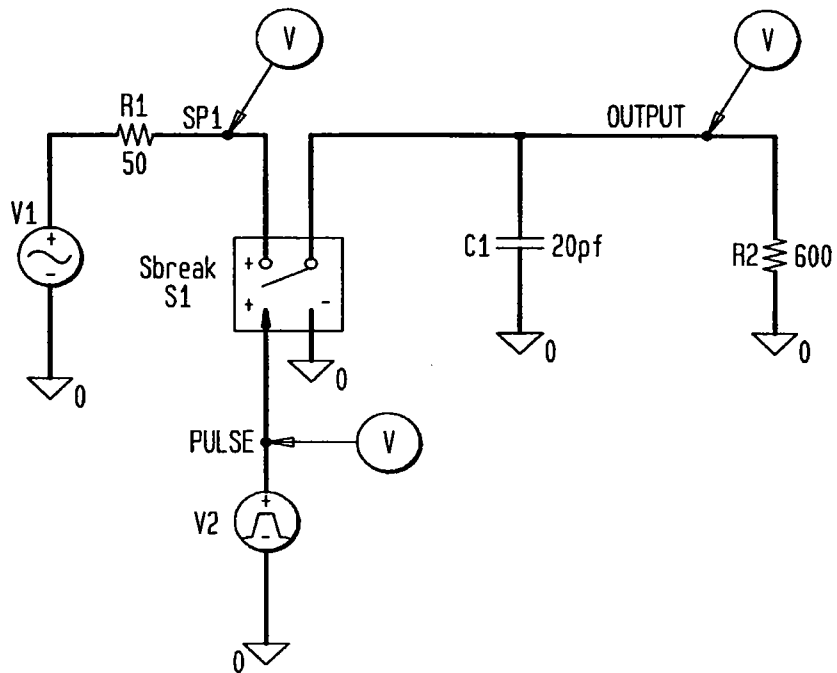 V
V
R1
SP1
OUTPUT
50
V1
+
-
Sbreak
S1
+
+
-
C1
20pf
R2
600
0
0
0
0
PULSE
V
V2
+
-
0